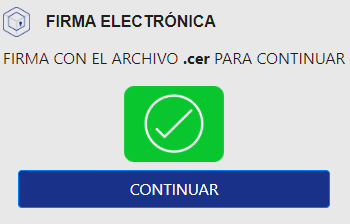 FIRMA ELECTRÓNICA
FIRMA CON EL ARCHIVO .cer PARA CONTINUAR
CONTINUAR